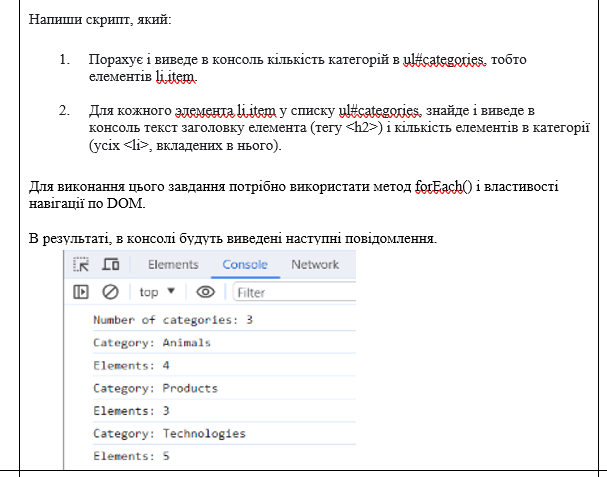 Напиши скрипт, який:
1. Порахує і виведе в консоль кількість категорій в ul#categories, тобто
елементів li.item.
2. Для кожного элемента li.item у списку ul#categories, знайде і виведе в
консоль текст заголовку елемента (тегу <h2>) і кількість елементів в категорії
(усіх <li>, вкладених в нього).
Для виконання цього завдання потрібно використати метод forEach() і властивості
навігації по DOM.
В результаті, в консолі будуть виведені наступні повідомлення.
Elements Console Network
top Filter
Number of categories: 3
Category: Animals
Elements: 4
Category: Products
Elements: 3
Category: Technologies
Elements: 5